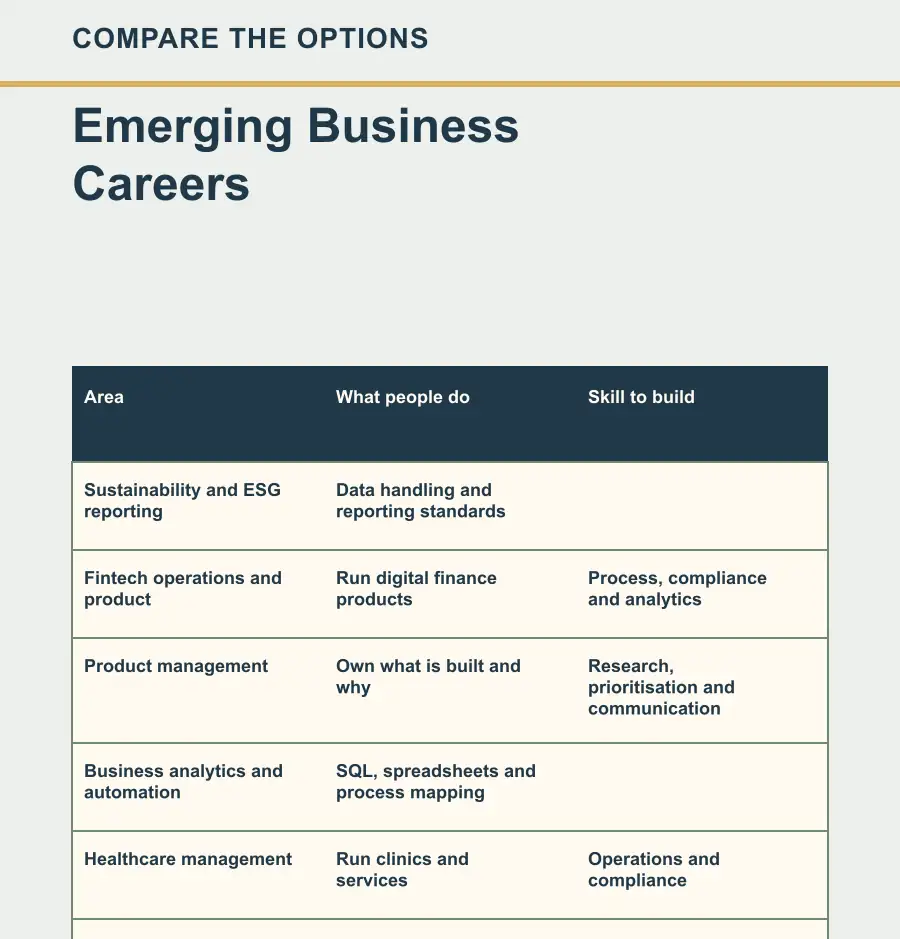 COMPARE THE OPTIONS
Emerging Business
Careers
Area
What people do
Skill to build
Sustainability and ESG
reporting
Data handling and
reporting standards
Fintech operations and
product
Run digital finance
products
Process, compliance
and analytics
Product management
Own what is built and
why
Research,
prioritisation and
communication
Business analytics and
automation
SQL, spreadsheets and
process mapping
Healthcare management
Run clinics and
services
Operations and
compliance